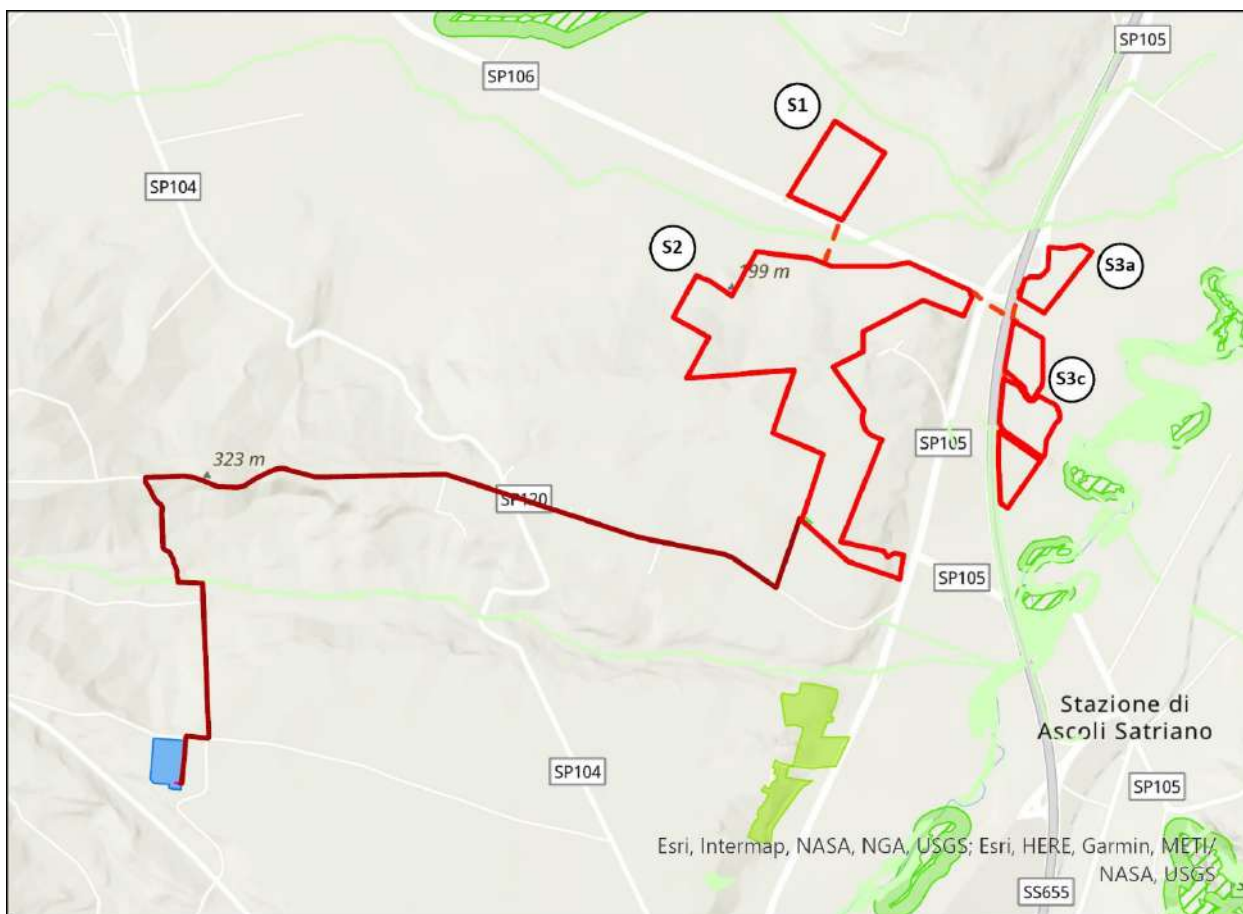 SP105
SP106
S1
SP104
S2
199 m
S3a
S3c
SP105
323 m
SP120
SP105
Stazione di
Ascoli Satriano
SP104
SP105
Esri, Intermap, NASA, NGA, USGS; Esri, HERE, Garmin, METI/
NASA, USGS
SS655